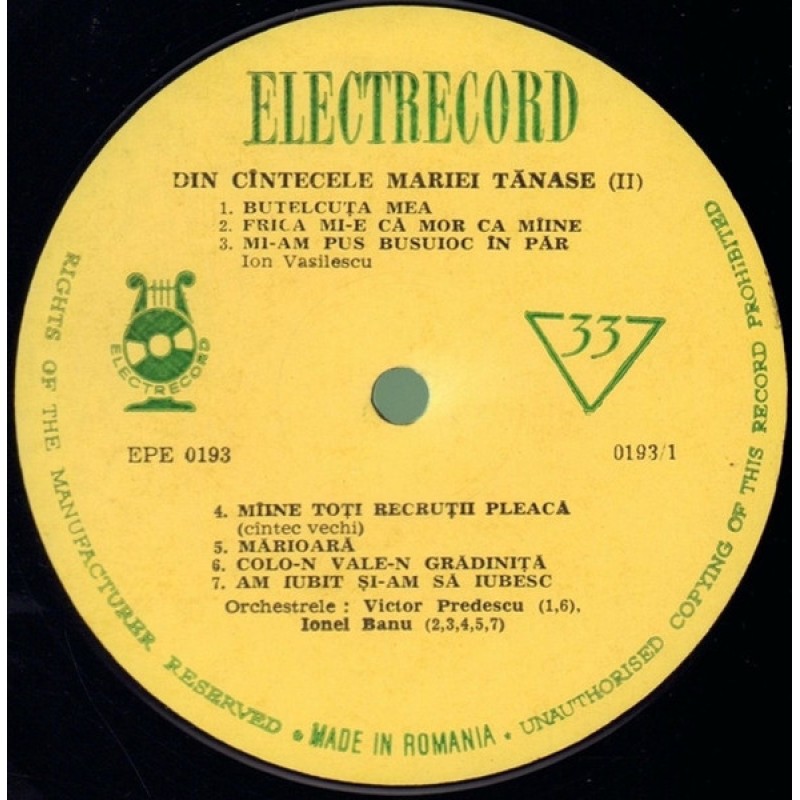 ELECTRECORD
DIN CÎNTECELE MARIEI TĂNASE (II)
1. BUTELCUȚA MEA
2. FRICA MI-E CĂ MOR CA MÎINE
3. MI-AM PUS BUSUIOC ÎN PĂR
Ion Vasilescu
ELECTRECORD
33
EPE 0193
0193/1
4. MÎINE TOȚI RECRUȚII PLEACĂ
(cîntec vechi)
5. MĂRIOARĂ
6. COLO-N VALE-N GRĂDINIȚĂ
7. AM IUBIT ȘI-AM SĂ IUBESC
Orchestrele : Victor Predescu (1,6),
Ionel Banu (2,3,4,5,7)
RIGHTS OF THE MANUFACTURER RESERVED • MADE IN ROMANIA • UNAUTHORISED COPYING OF THIS RECORD PROHIBITED